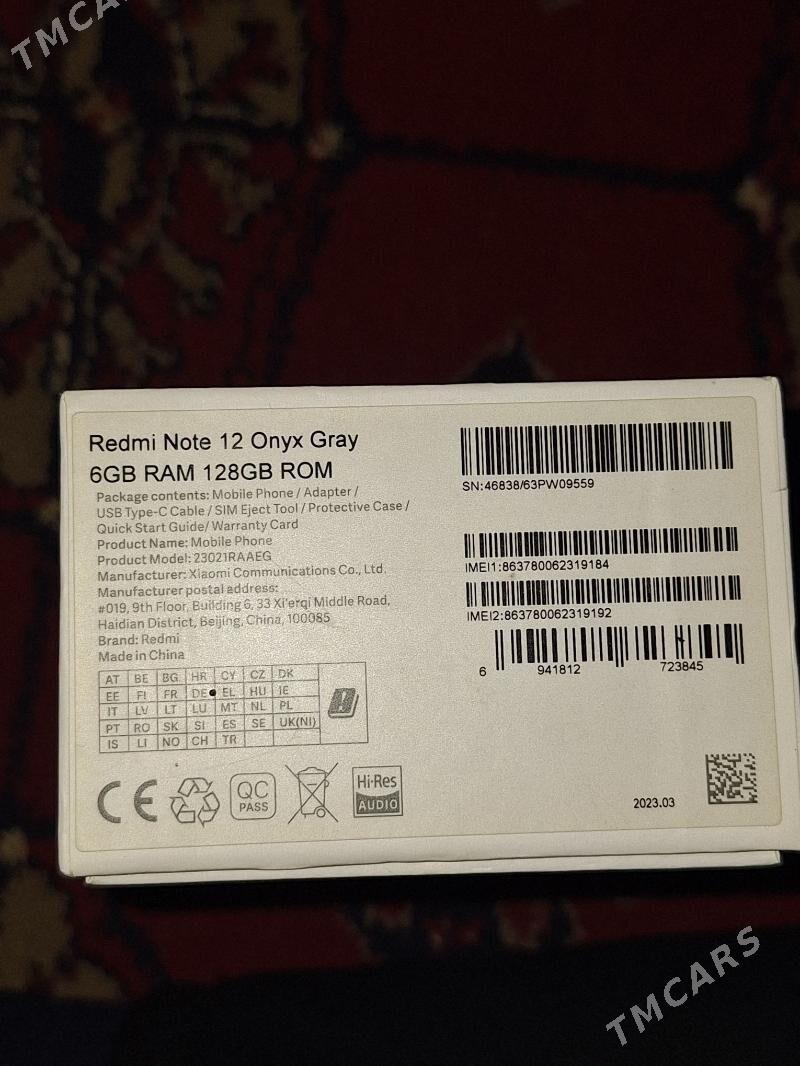 TMCARS
Redmi Note 12 Onyx Gray
6GB RAM 128GB ROM
Package contents: Mobile Phone / Adapter /
USB Type-C Cable / SIM Eject Tool / Protective Case /
Quick Start Guide/ Warranty Card
Product Name: Mobile Phone
Product Model: 23021RAAEG
Manufacturer: Xiaomi Communications Co., Ltd.
Manufacturer postal address:
#019, 9th Floor, Building 6, 33 Xi'erqi Middle Road,
Haidian District, Beijing, China, 100085
Brand: Redmi
Made in China
SN:46838/63PW09559
IMEI1:863780062319184
IMEI2:863780062319192
6 941812 723845
AT BE BG HR CY CZ DK
EE FI FR DE EL HU IE
IT LV LT LU MT NL PL
PT RO SK SI ES SE UK(NI)
IS LI NO CH TR
CE
QC
PASS
Hi-Res
AUDIO
2023.03
TMCARS